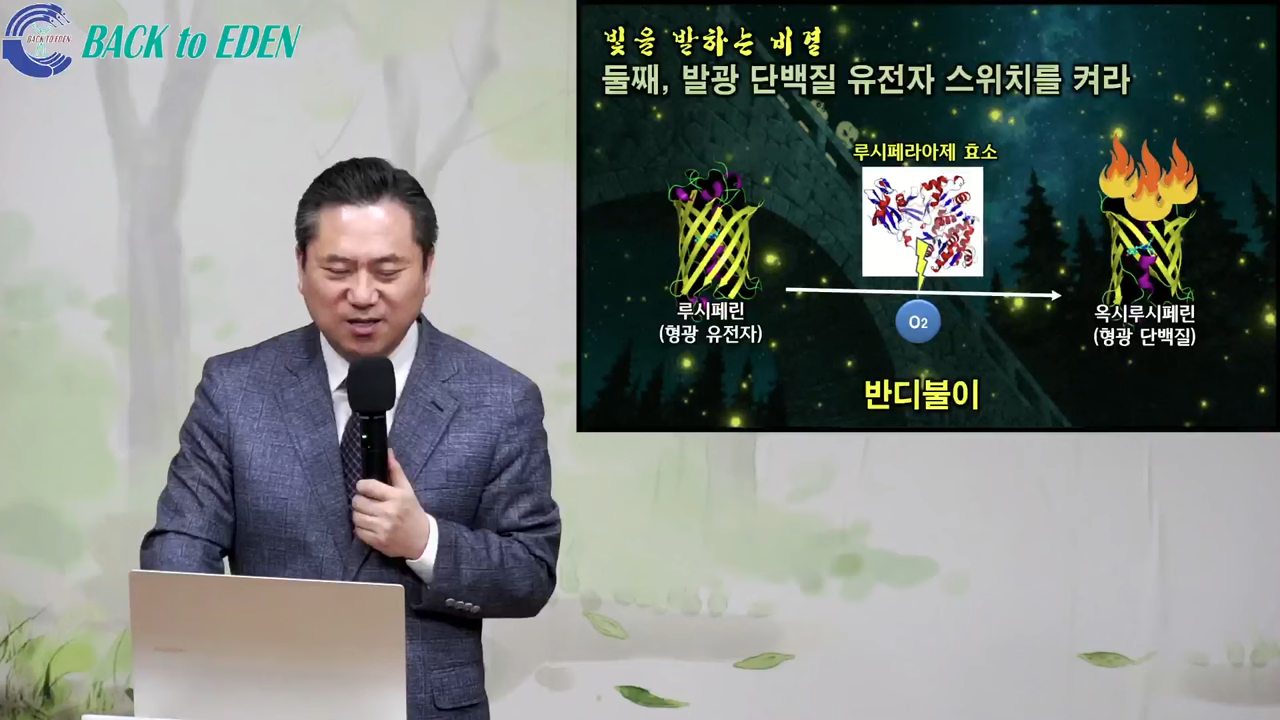 BACK TO EDEN
BACK to EDEN
빛을 발하는 비결
둘째, 발광 단백질 유전자 스위치를 켜라
루시페라아제 효소
루시페린
(형광 유전자)
O2
옥시루시페린
(형광 단백질)
반디불이